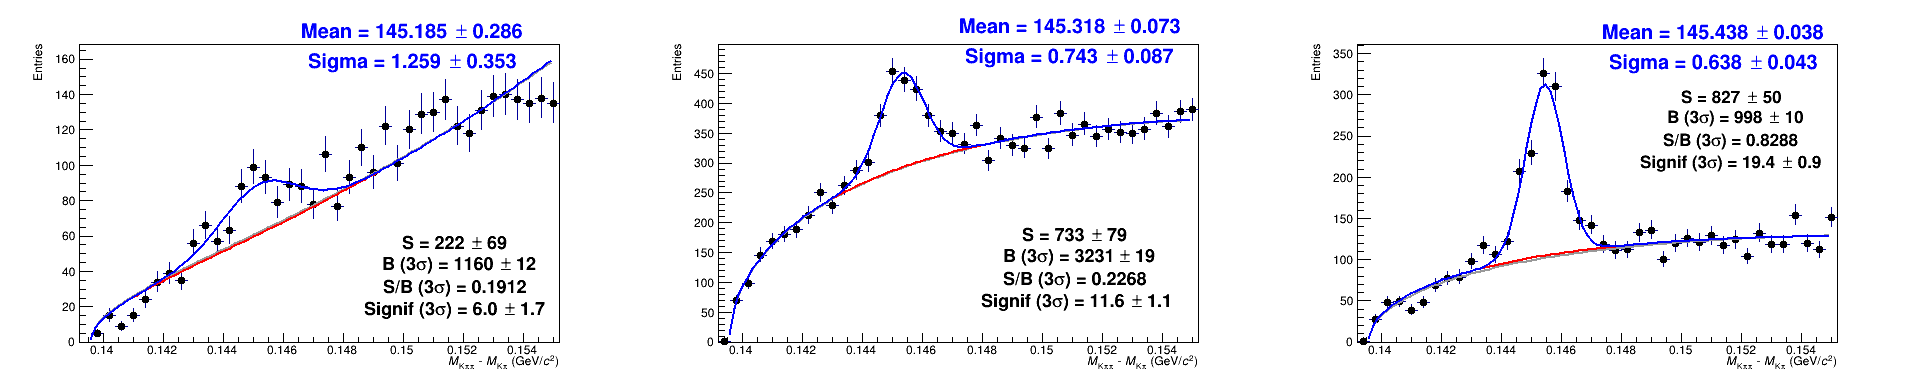 Mean = 145.185 ± 0.286
Sigma = 1.259 ± 0.353
Entries
160
140
120
100
80
60
40
20
0
S = 222 ± 69
B (3σ) = 1160 ± 12
S/B (3σ) = 0.1912
Signif (3σ) = 6.0 ± 1.7
0.14 0.142 0.144 0.146 0.148 0.15 0.152 0.154
M_Kππ - M_Kπ (GeV/c²)
Mean = 145.318 ± 0.073
Sigma = 0.743 ± 0.087
Entries
450
400
350
300
250
200
150
100
50
0
S = 733 ± 79
B (3σ) = 3231 ± 19
S/B (3σ) = 0.2268
Signif (3σ) = 11.6 ± 1.1
0.14 0.142 0.144 0.146 0.148 0.15 0.152 0.154
M_Kππ - M_Kπ (GeV/c²)
Mean = 145.438 ± 0.038
Sigma = 0.638 ± 0.043
Entries
350
300
250
200
150
100
50
0
S = 827 ± 50
B (3σ) = 998 ± 10
S/B (3σ) = 0.8288
Signif (3σ) = 19.4 ± 0.9
0.14 0.142 0.144 0.146 0.148 0.15 0.152 0.154
M_Kππ - M_Kπ (GeV/c²)